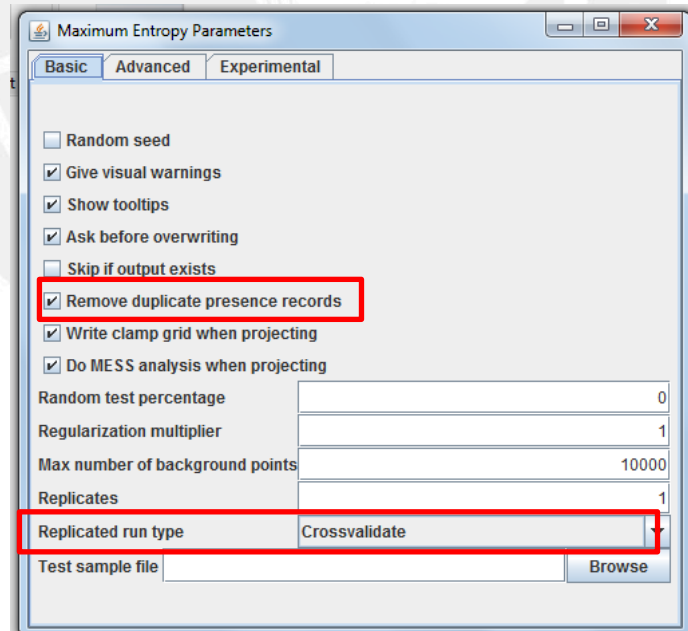 Maximum Entropy Parameters
Basic Advanced Experimental
Random seed
Give visual warnings
Show tooltips
Ask before overwriting
Skip if output exists
Remove duplicate presence records
Write clamp grid when projecting
Do MESS analysis when projecting
Random test percentage 0
Regularization multiplier 1
Max number of background points 10000
Replicates 1
Replicated run type Crossvalidate
Test sample file Browse